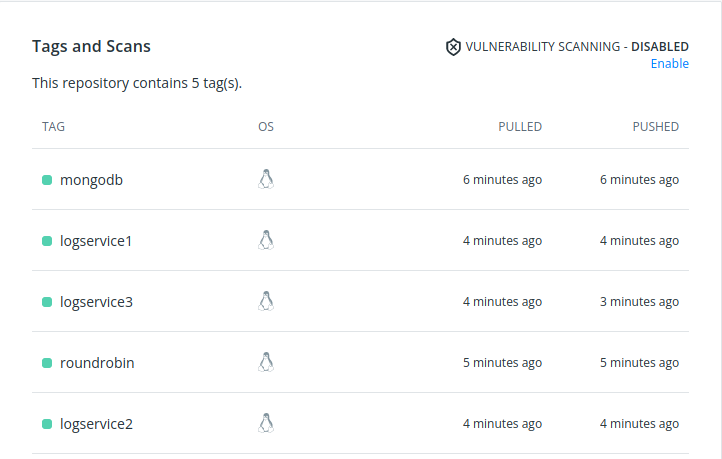 Tags and Scans
VULNERABILITY SCANNING - DISABLED
Enable
This repository contains 5 tag(s).
TAG OS PULLED PUSHED
mongodb 6 minutes ago 6 minutes ago
logservice1 4 minutes ago 4 minutes ago
logservice3 4 minutes ago 3 minutes ago
roundrobin 5 minutes ago 5 minutes ago
logservice2 4 minutes ago 4 minutes ago